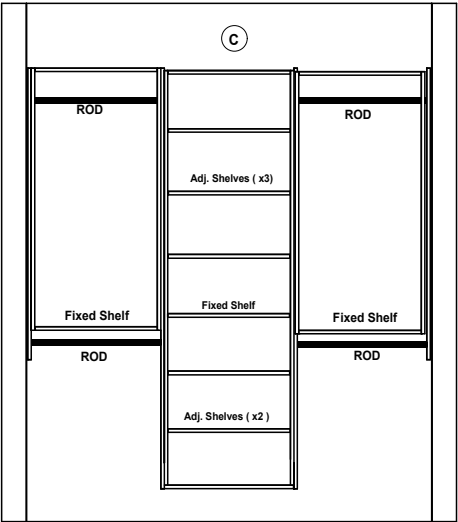 C
ROD
ROD
Adj. Shelves ( x3)
Fixed Shelf
Fixed Shelf
Fixed Shelf
ROD
ROD
Adj. Shelves ( x2 )